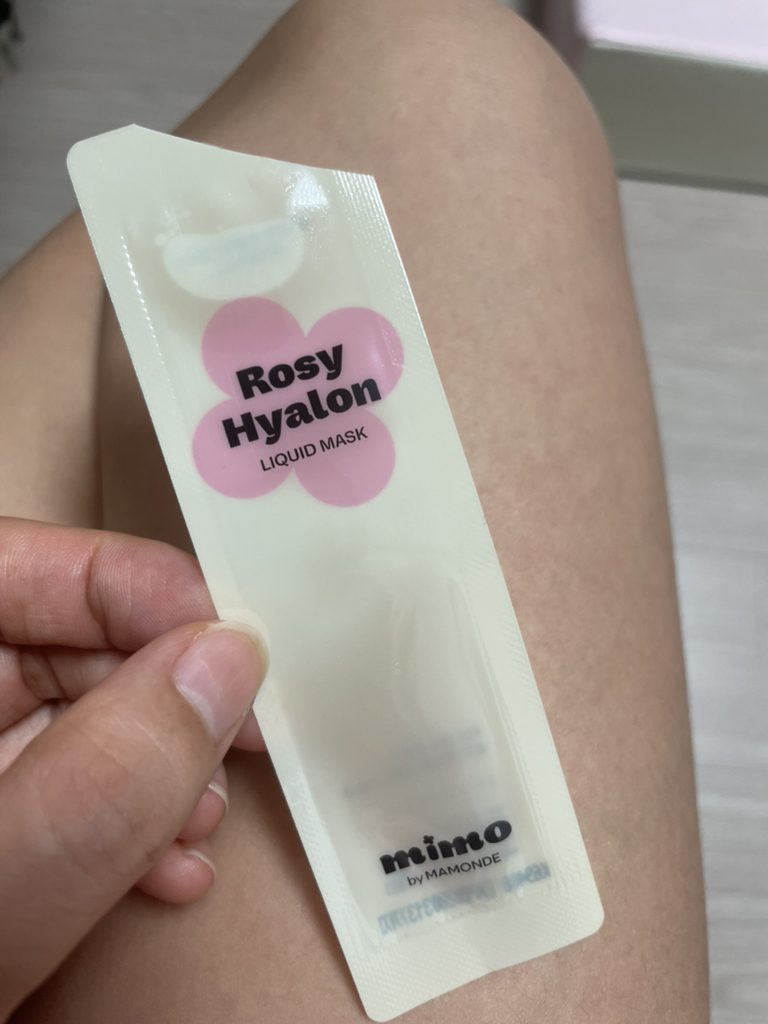 Rosy
Hyalon
LIQUID MASK
mimo
by MAMONDE